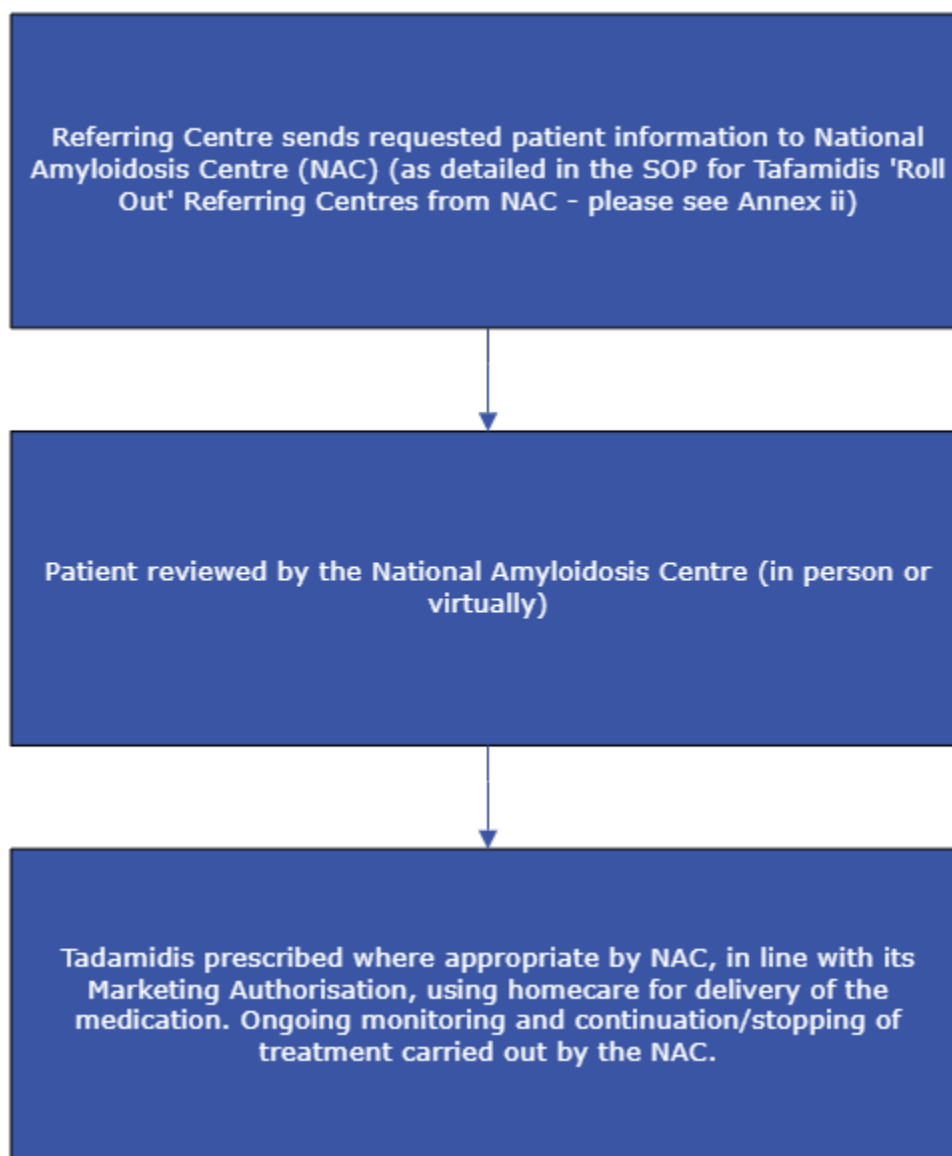 Referring Centre sends requested patient information to National
Amyloidosis Centre (NAC) (as detailed in the SOP for Tafamidis 'Roll
Out' Referring Centres from NAC - please see Annex ii)
Patient reviewed by the National Amyloidosis Centre (in person or
virtually)
Tadamidis prescribed where appropriate by NAC, in line with its
Marketing Authorisation, using homecare for delivery of the
medication. Ongoing monitoring and continuation/stopping of
treatment carried out by the NAC.